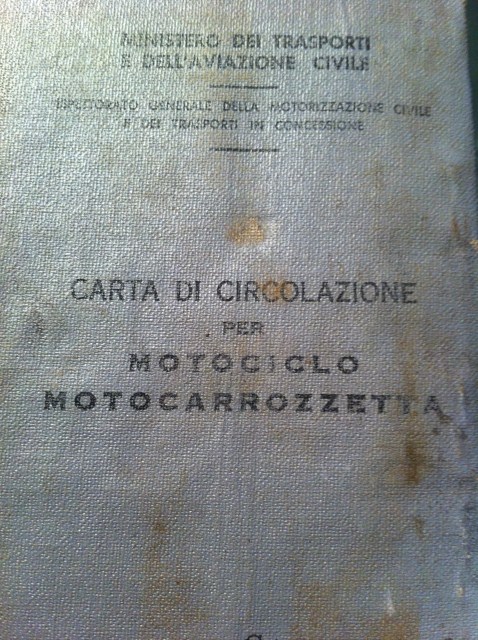 MINISTERO DEI TRASPORTI
E DELL'AVIAZIONE CIVILE
ISPETTORATO GENERALE DELLA MOTORIZZAZIONE CIVILE
E DEI TRASPORTI IN CONCESSIONE
CARTA DI CIRCOLAZIONE
PER
MOTOCICLO
MOTOCARROZZETTA